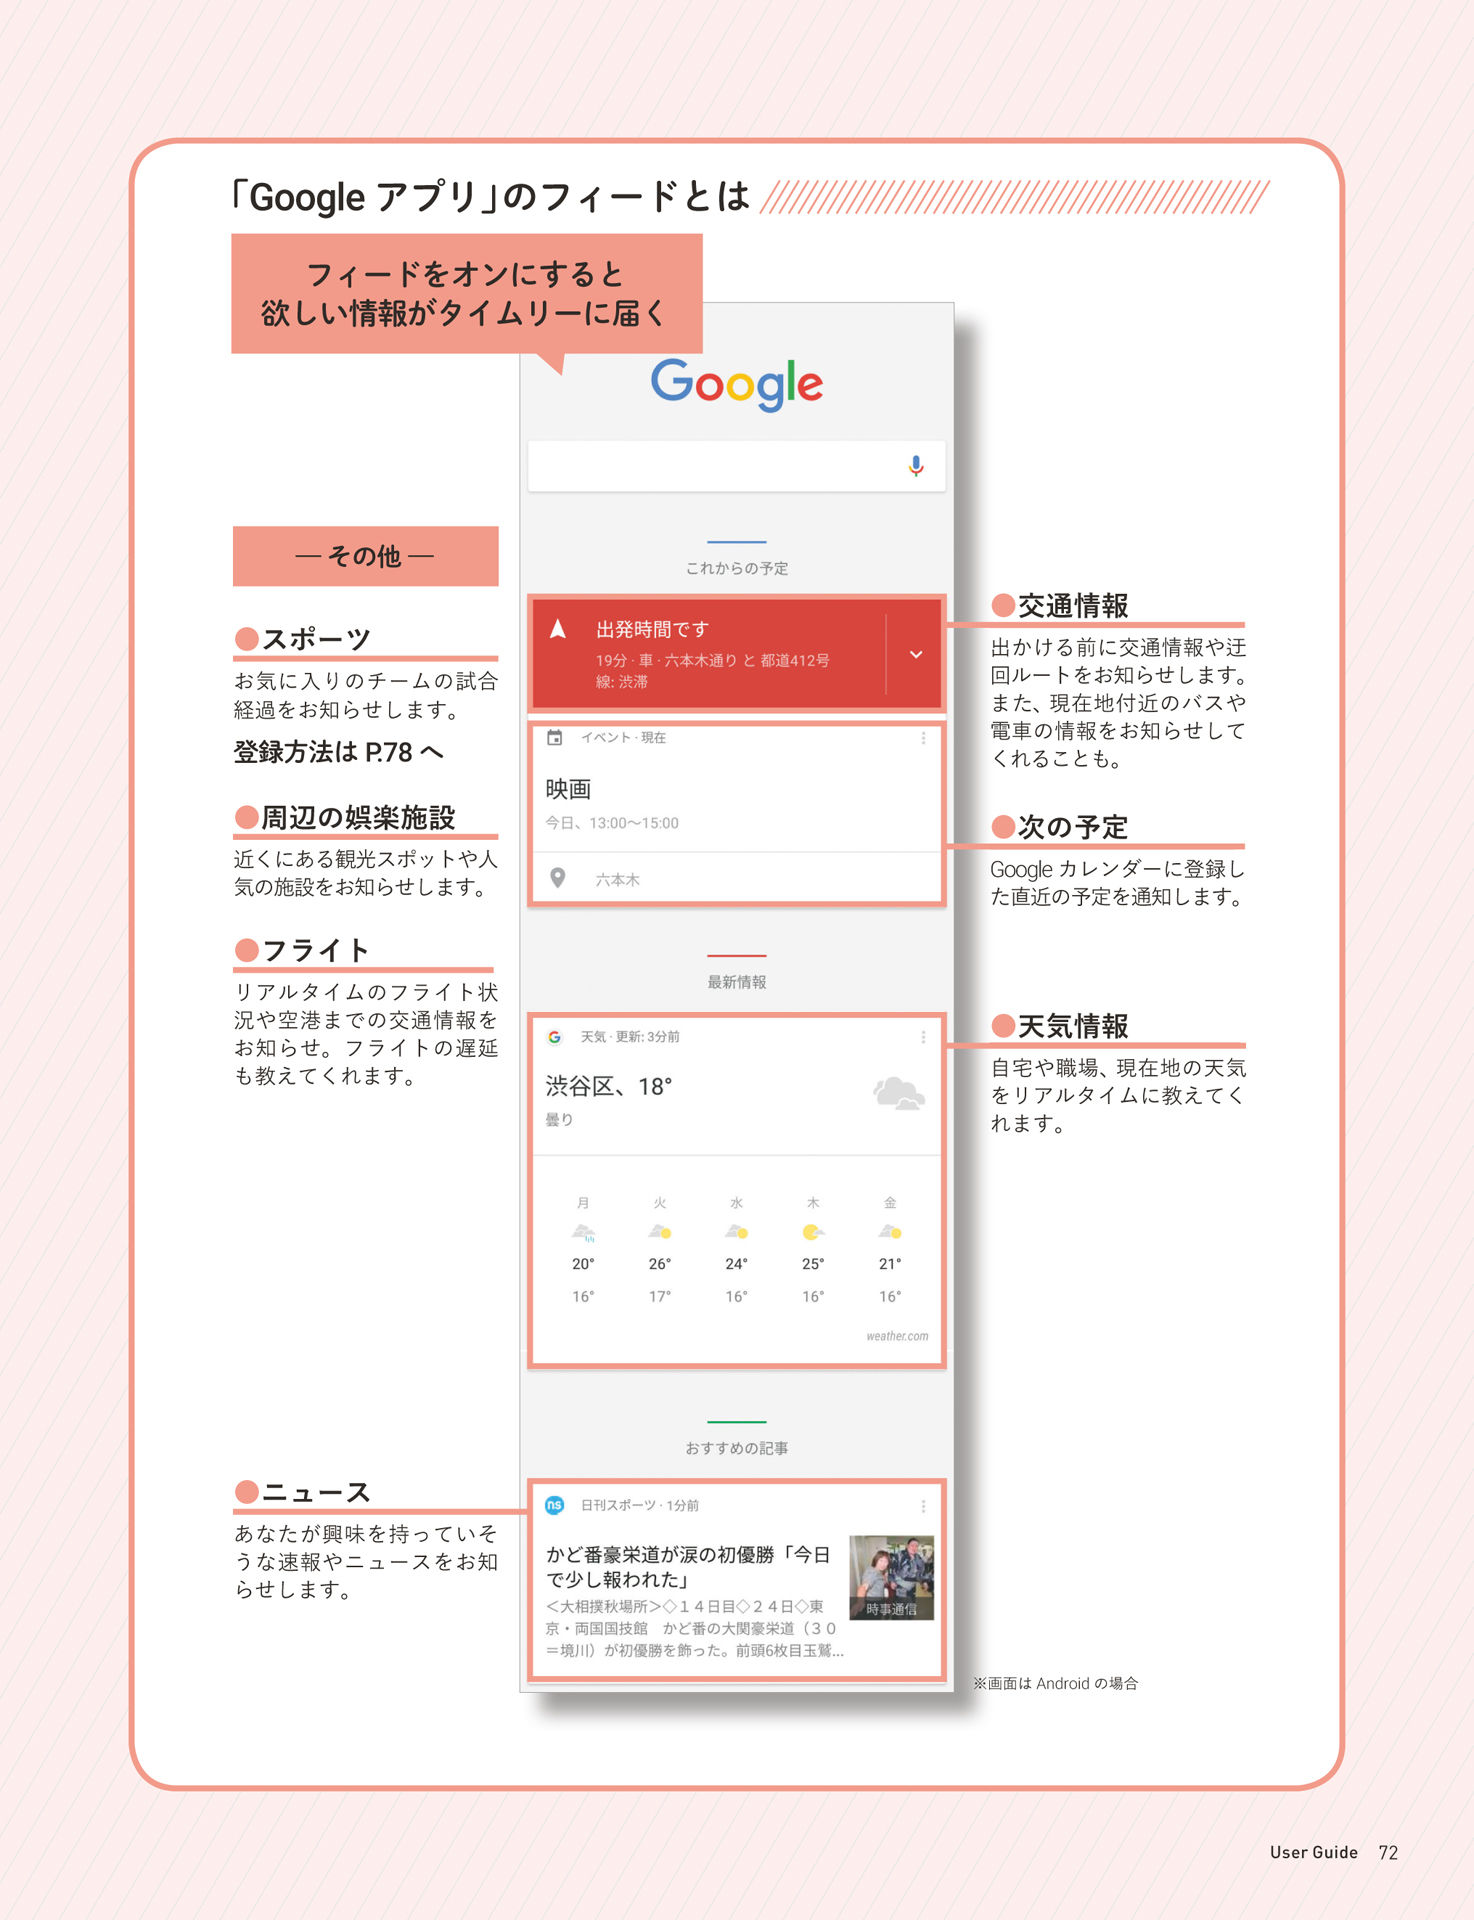 「Google アプリ」のフィードとは
フィードをオンにすると
欲しい情報がタイムリーに届く
Google
これからの予定
出発時間です
19分 · 車 · 六本木通り と 都道412号
線: 渋滞
イベント · 現在
映画
今日、13:00～15:00
六本木
最新情報
天気 · 更新: 3分前
渋谷区、18°
曇り
月 火 水 木 金
20° 26° 24° 25° 21°
16° 17° 16° 16° 16°
weather.com
おすすめの記事
ns 日刊スポーツ · 1分前
かど番豪栄道が涙の初優勝「今日
で少し報われた」
＜大相撲秋場所＞◇１４日目◇２４日◇東
京・両国国技館　かど番の大関豪栄道（３０
＝境川）が初優勝を飾った。前頭6枚目玉鷲...
時事通信
― その他 ―
●スポーツ
お気に入りのチームの試合
経過をお知らせします。
登録方法は P.78 へ
●周辺の娯楽施設
近くにある観光スポットや人
気の施設をお知らせします。
●フライト
リアルタイムのフライト状
況や空港までの交通情報を
お知らせ。フライトの遅延
も教えてくれます。
●ニュース
あなたが興味を持っていそ
うな速報やニュースをお知
らせします。
●交通情報
出かける前に交通情報や迂
回ルートをお知らせします。
また、現在地付近のバスや
電車の情報をお知らせして
くれることも。
●次の予定
Google カレンダーに登録し
た直近の予定を通知します。
●天気情報
自宅や職場、現在地の天気
をリアルタイムに教えてく
れます。
※画面は Android の場合
User Guide 72